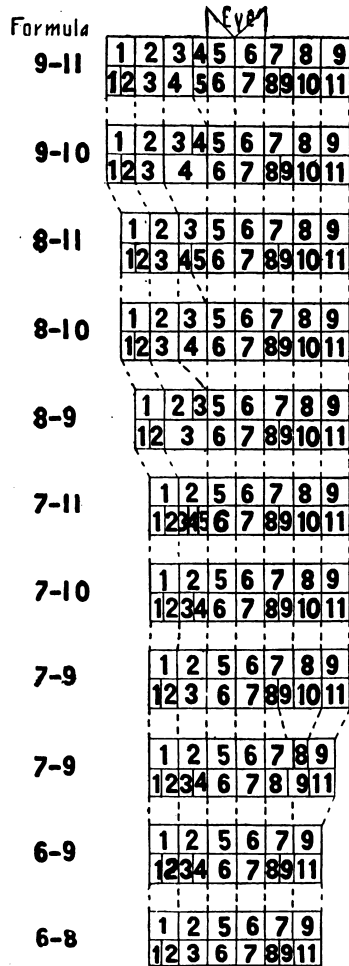 Eyes
Formula
9-11
1 2 3 4 5 6 7 8 9
1 2 3 4 5 6 7 8 9 10 11
9-10
1 2 3 4 5 6 7 8 9
1 2 3 4 6 7 8 9 10 11
8-11
1 2 3 5 6 7 8 9
1 2 3 4 5 6 7 8 9 10 11
8-10
1 2 3 5 6 7 8 9
1 2 3 4 6 7 8 9 10 11
8-9
1 2 3 5 6 7 8 9
1 2 3 6 7 8 9 10 11
7-11
1 2 5 6 7 8 9
1 2 3 4 5 6 7 8 9 10 11
7-10
1 2 5 6 7 8 9
1 2 3 4 6 7 8 9 10 11
7-9
1 2 5 6 7 8 9
1 2 3 6 7 8 9 10 11
7-9
1 2 5 6 7 8 9
1 2 3 4 6 7 8 9 11
6-9
1 2 5 6 7 9
1 2 3 4 6 7 8 9 11
6-8
1 2 5 6 7 9
1 2 3 6 7 8 9 11